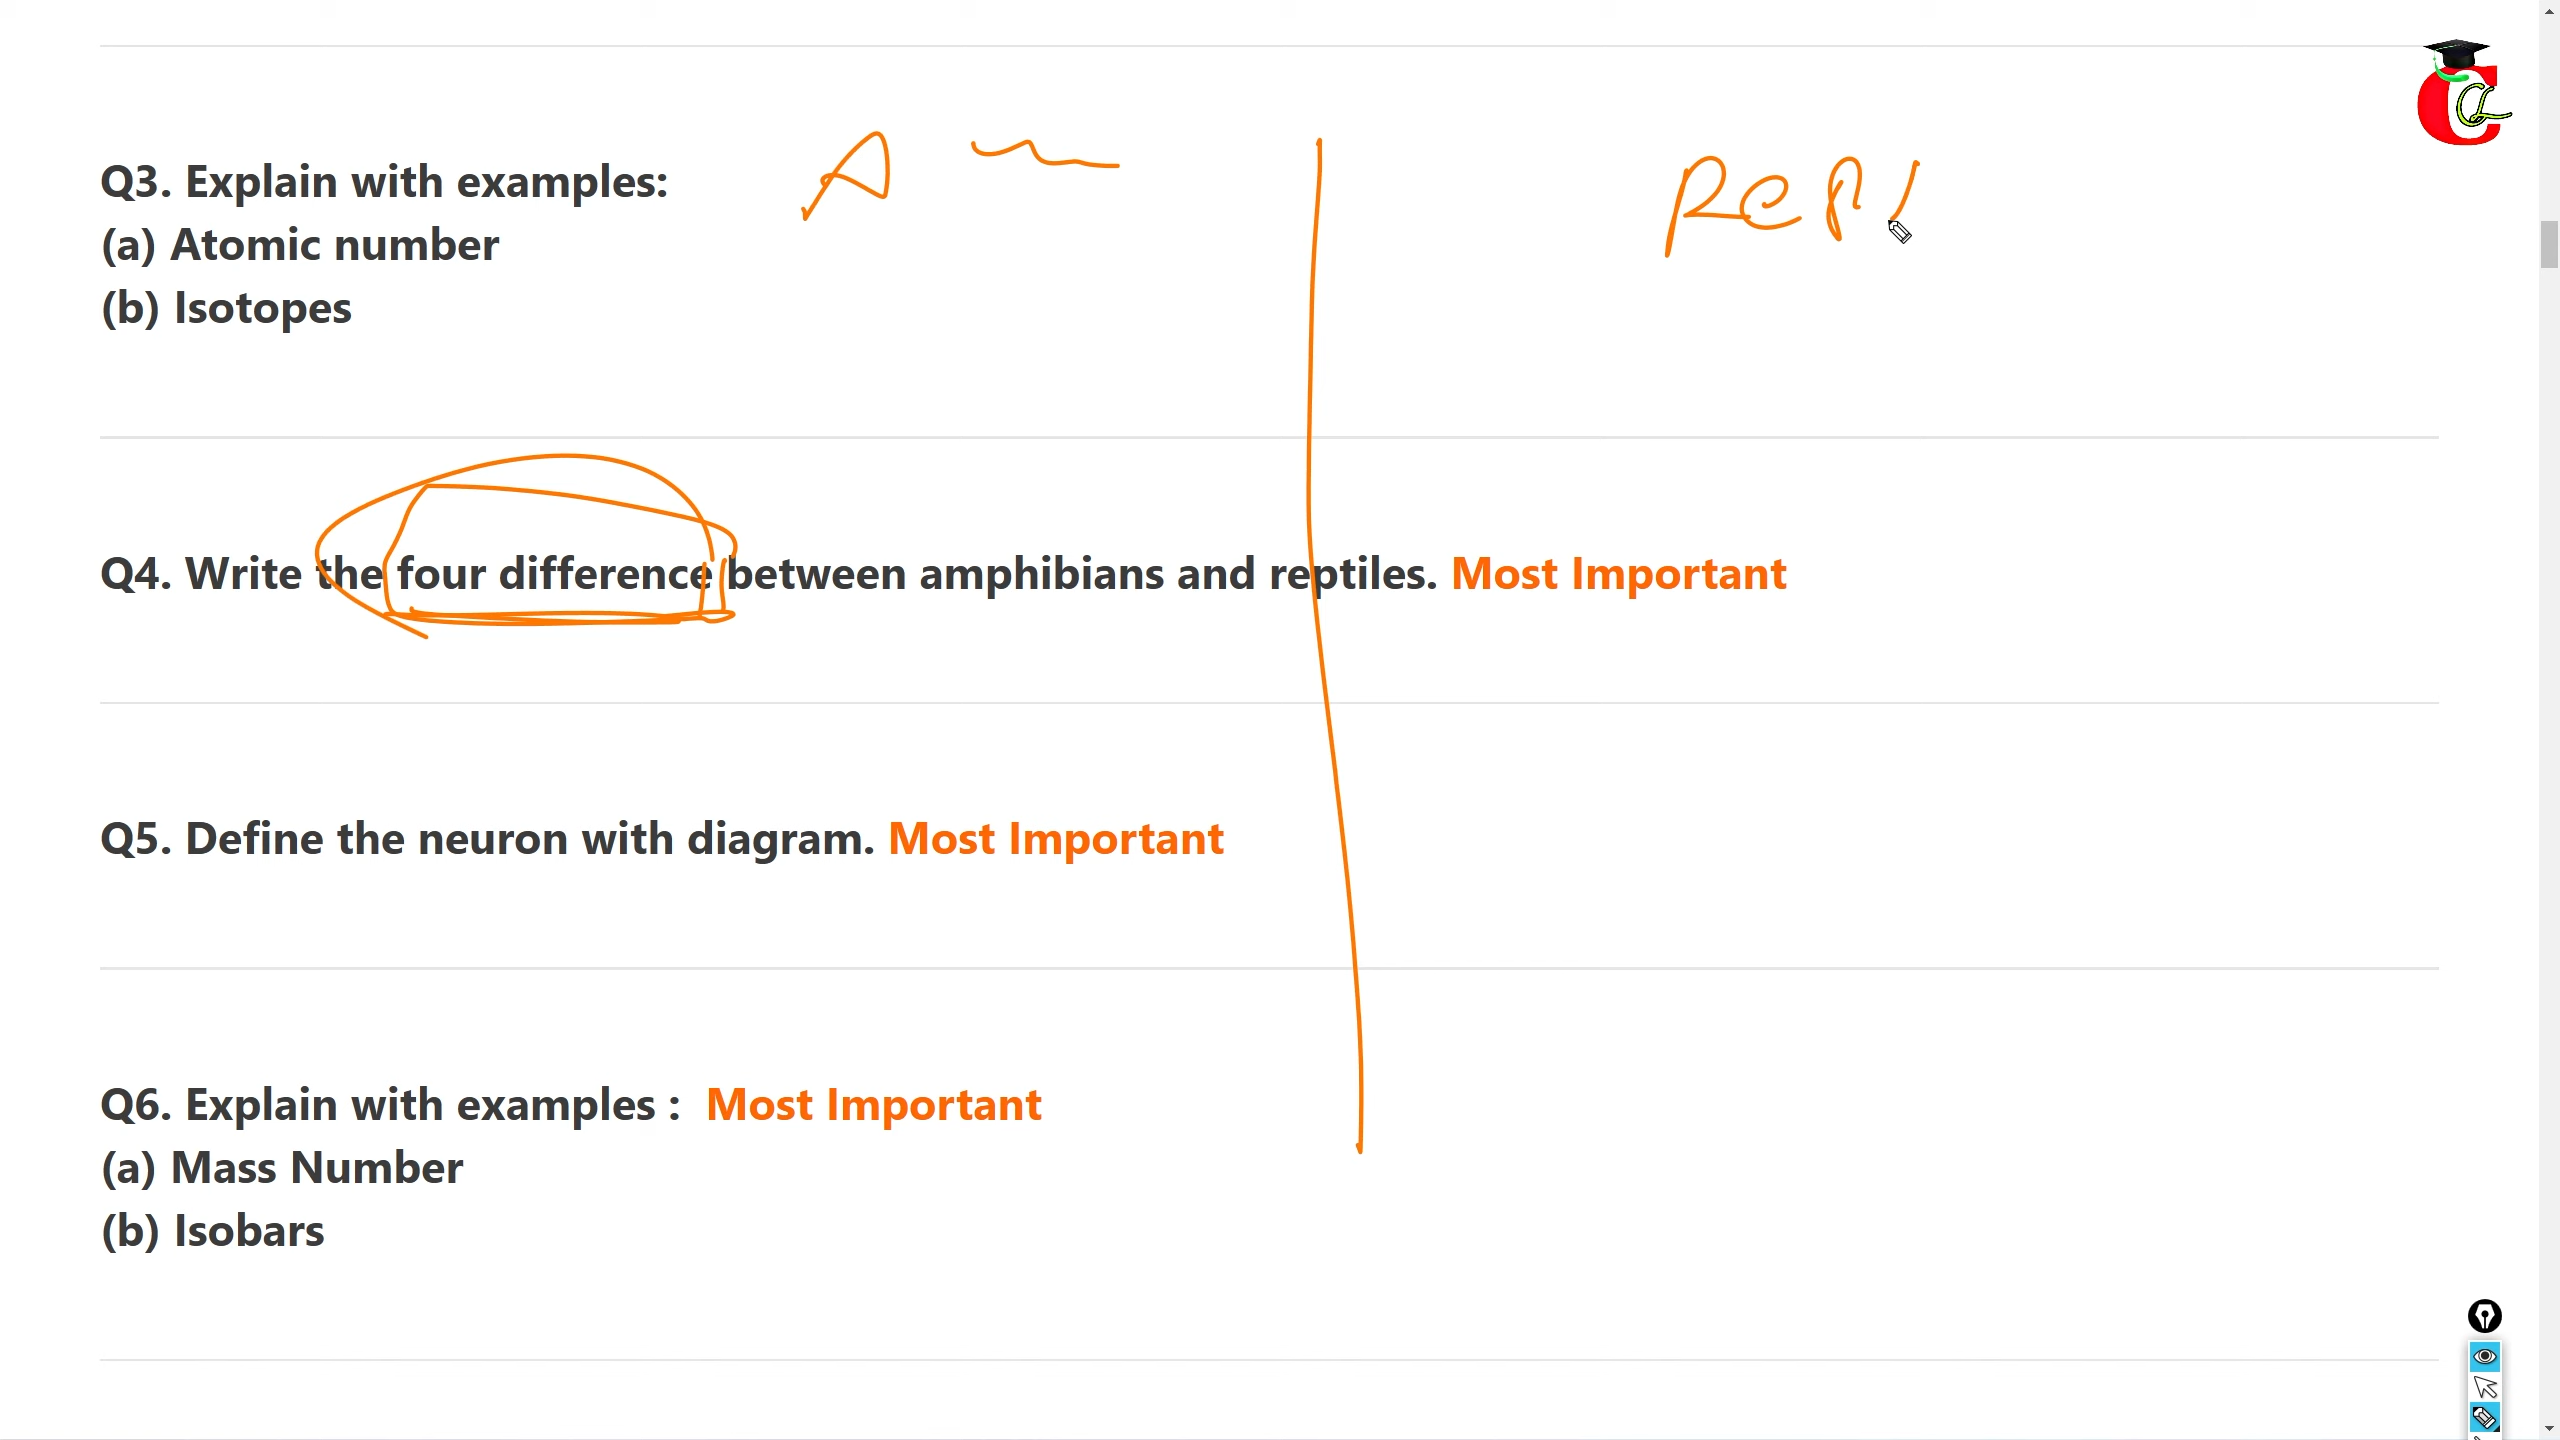 Q3. Explain with examples:
(a) Atomic number
(b) Isotopes
A
REP
Q4. Write the four difference between amphibians and reptiles. Most Important
Q5. Define the neuron with diagram. Most Important
Q6. Explain with examples : Most Important
(a) Mass Number
(b) Isobars